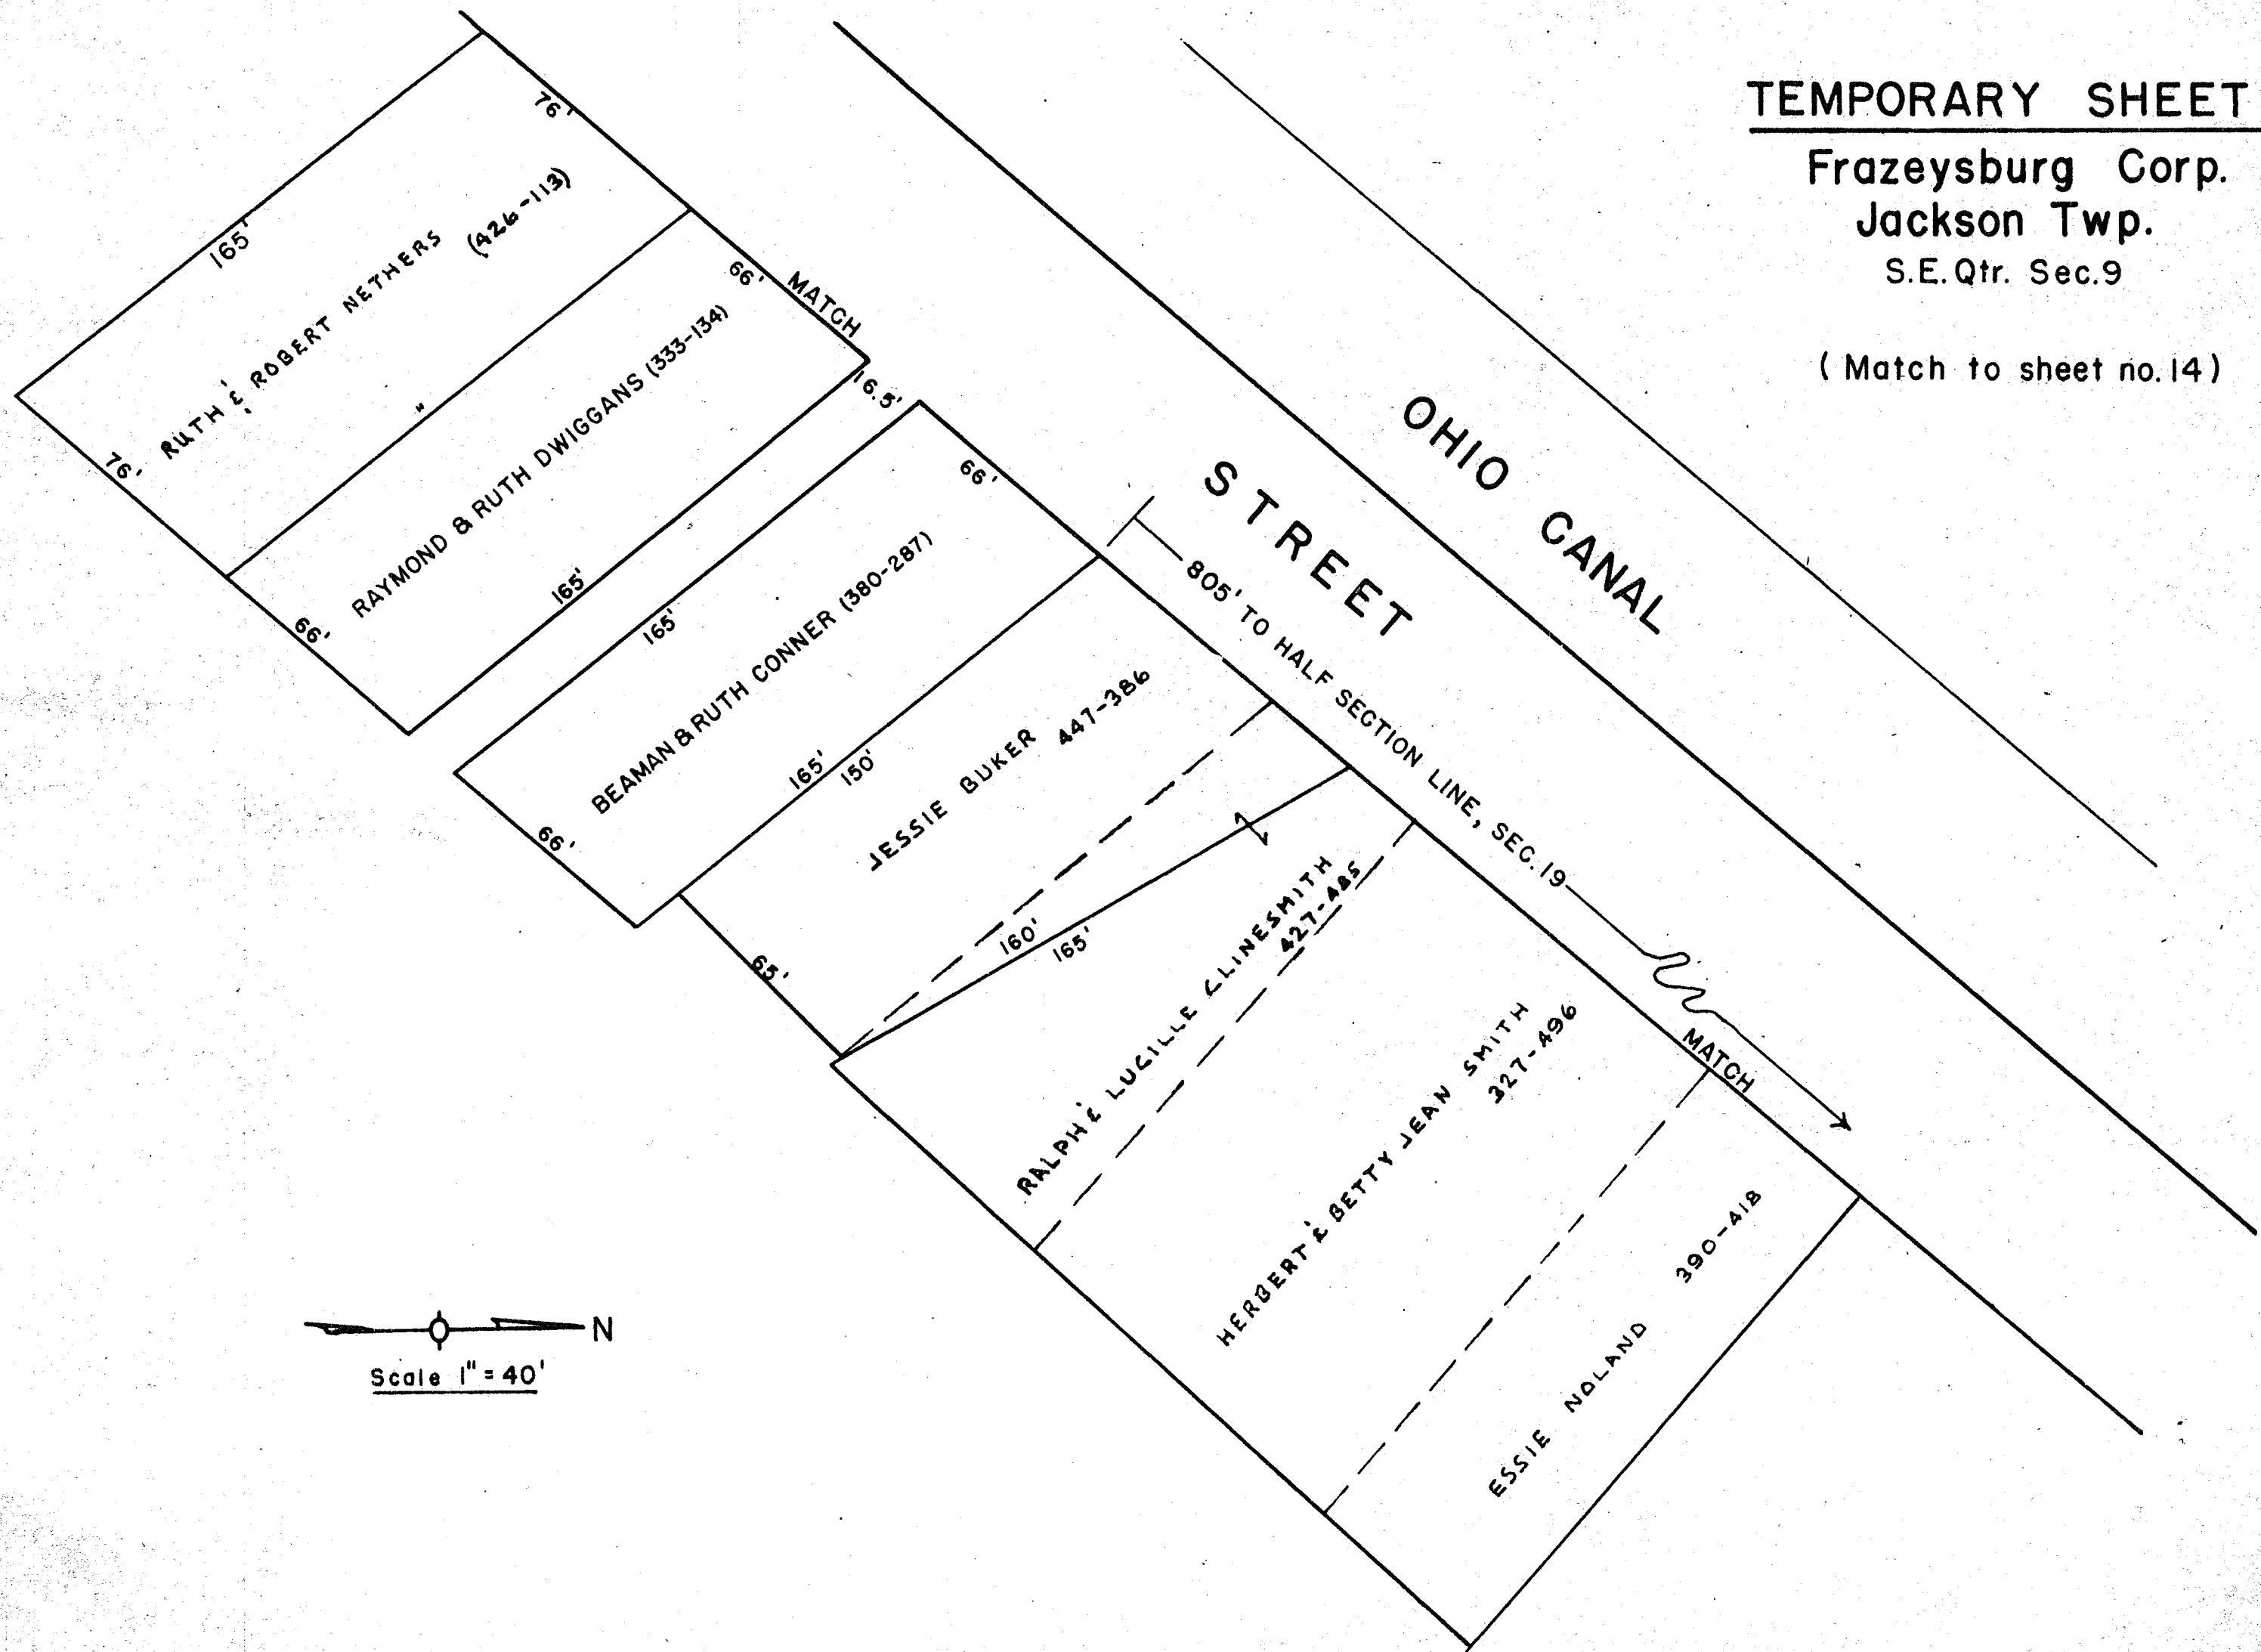 TEMPORARY SHEET
Frazeysburg Corp.
Jackson Twp.
S.E. Qtr. Sec. 9
( Match to sheet no. 14 )
OHIO CANAL
STREET
805' TO HALF SECTION LINE, SEC. 19
MATCH
MATCH
76'
165'
RUTH & ROBERT NETHERS (426-113)
76'
"
66'
RAYMOND & RUTH DWIGGANS (333-134)
66'
165'
16.5'
165'
66'
BEAMAN & RUTH CONNER (380-287)
66'
165'
150'
JESSIE BUKER 447-386
65'
160'
165'
RALPH & LUCILLE CLINESMITH
427-485
HERBERT & BETTY JEAN SMITH
327-496
ESSIE NOLAND 390-418
N
Scale 1" = 40'